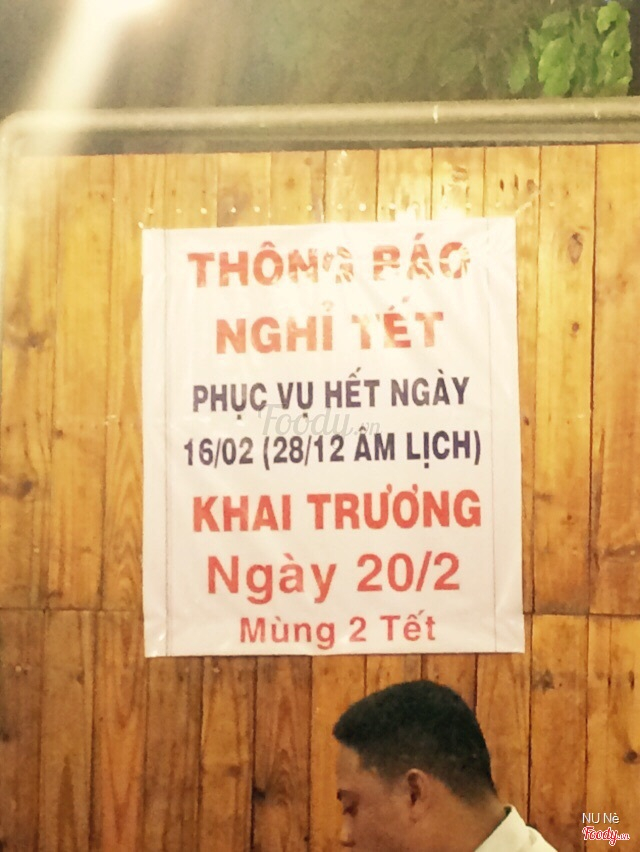 THÔNG BÁO
NGHỈ TẾT
PHỤC VỤ HẾT NGÀY
16/02 (28/12 ÂM LỊCH)
KHAI TRƯƠNG
Ngày 20/2
Mùng 2 Tết
Foody.vn
NU Nè
Foody.vn